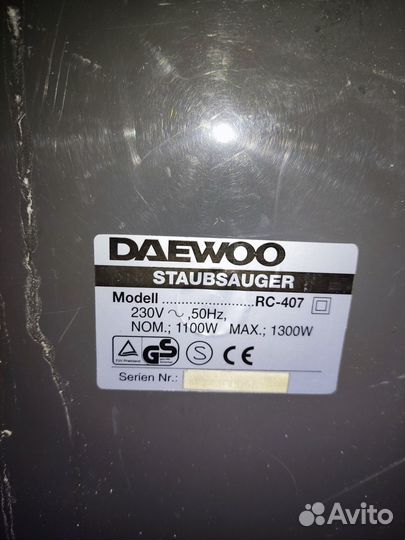 DAEWOO
STAUBSAUGER
Modell ........................RC-407
230V ~ ,50Hz,
NOM.; 1100W MAX.; 1300W
GS S CE
Serien Nr.:
Avito